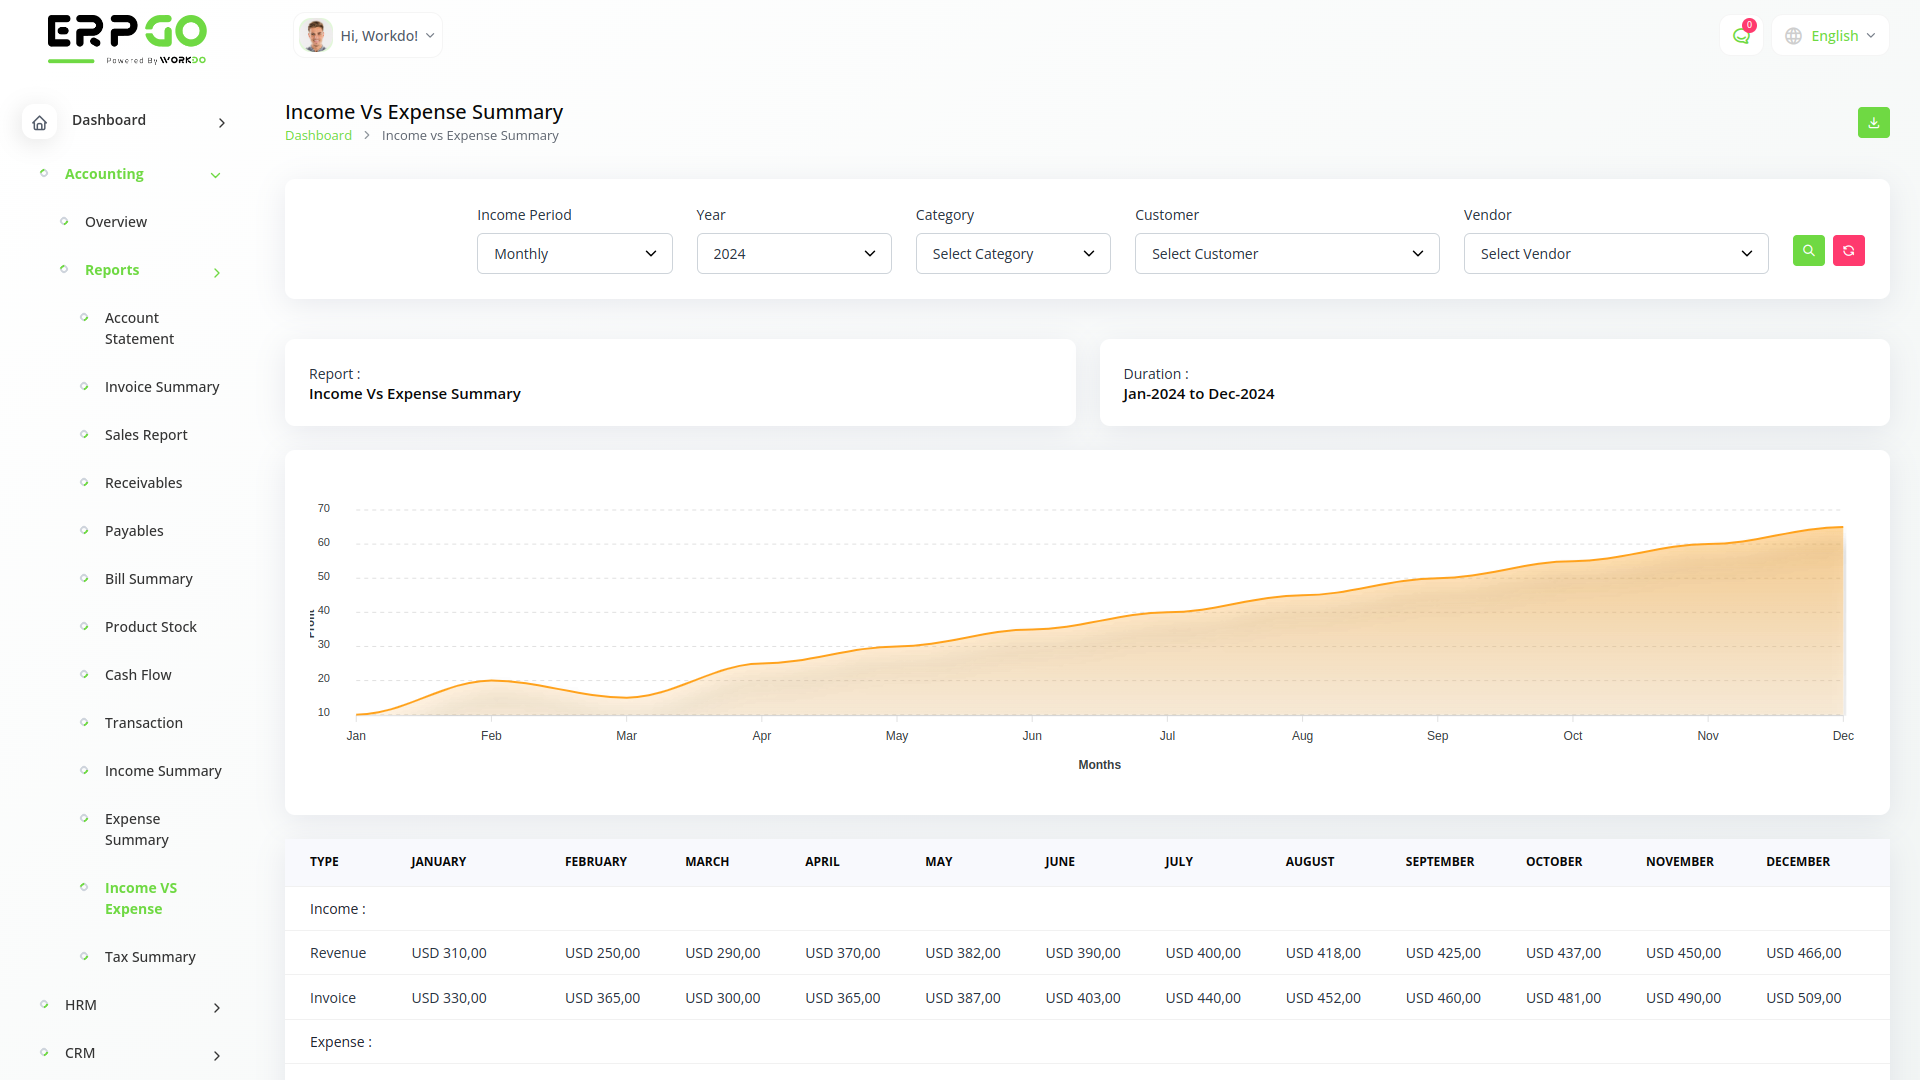 ERPGO
Powered By WORKDO
Hi, Workdo!
0
English
Dashboard
Accounting
Overview
Reports
Account
Statement
Invoice Summary
Sales Report
Receivables
Payables
Bill Summary
Product Stock
Cash Flow
Transaction
Income Summary
Expense
Summary
Income VS
Expense
Tax Summary
HRM
CRM
Income Vs Expense Summary
Dashboard > Income vs Expense Summary
Income Period Year Category Customer Vendor
Monthly 2024 Select Category Select Customer Select Vendor
Report :
Income Vs Expense Summary
Duration :
Jan-2024 to Dec-2024
70
60
50
40
30
20
10
Profit
Jan Feb Mar Apr May Jun Jul Aug Sep Oct Nov Dec
Months
TYPE JANUARY FEBRUARY MARCH APRIL MAY JUNE JULY AUGUST SEPTEMBER OCTOBER NOVEMBER DECEMBER
Income :
Revenue USD 310,00 USD 250,00 USD 290,00 USD 370,00 USD 382,00 USD 390,00 USD 400,00 USD 418,00 USD 425,00 USD 437,00 USD 450,00 USD 466,00
Invoice USD 330,00 USD 365,00 USD 300,00 USD 365,00 USD 387,00 USD 403,00 USD 440,00 USD 452,00 USD 460,00 USD 481,00 USD 490,00 USD 509,00
Expense :